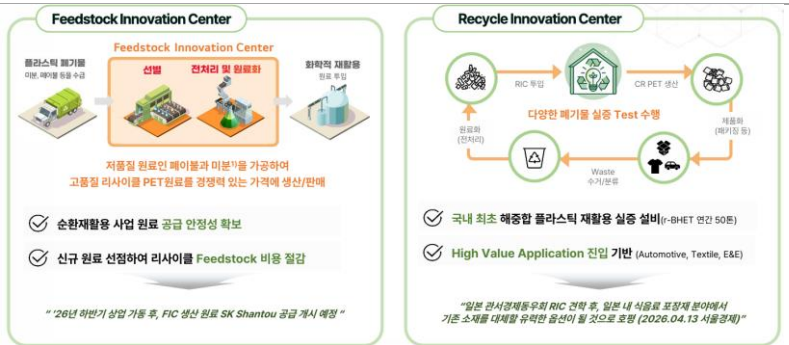 Feedstock Innovation Center
Feedstock Innovation Center
플라스틱 폐기물
미분, 페이블 등을 수급
선별
전처리 및 원료화
화학적 재활용
원료 투입
저품질 원료인 페이블과 미분¹⁾을 가공하여
고품질 리사이클 PET원료를 경쟁력 있는 가격에 생산/판매
순환재활용 사업 원료 공급 안정성 확보
신규 원료 선점하여 리사이클 Feedstock 비용 절감
“ ’26년 하반기 상업 가동 후, FIC 생산 원료 SK Shantou 공급 개시 예정 ”
Recycle Innovation Center
RIC 투입
CR PET 생산
다양한 폐기물 실증 Test 수행
원료화
(전처리)
제품화
(패키징 등)
Waste
수거/분류
국내 최초 해중합 플라스틱 재활용 실증 설비(r-BHET 연간 50톤)
High Value Application 진입 기반 (Automotive, Textile, E&E)
“일본 관서경제동우회 RIC 견학 후, 일본 내 식음료 포장재 분야에서
기존 소재를 대체할 유력한 옵션이 될 것으로 호평 (2026.04.13 서울경제)”